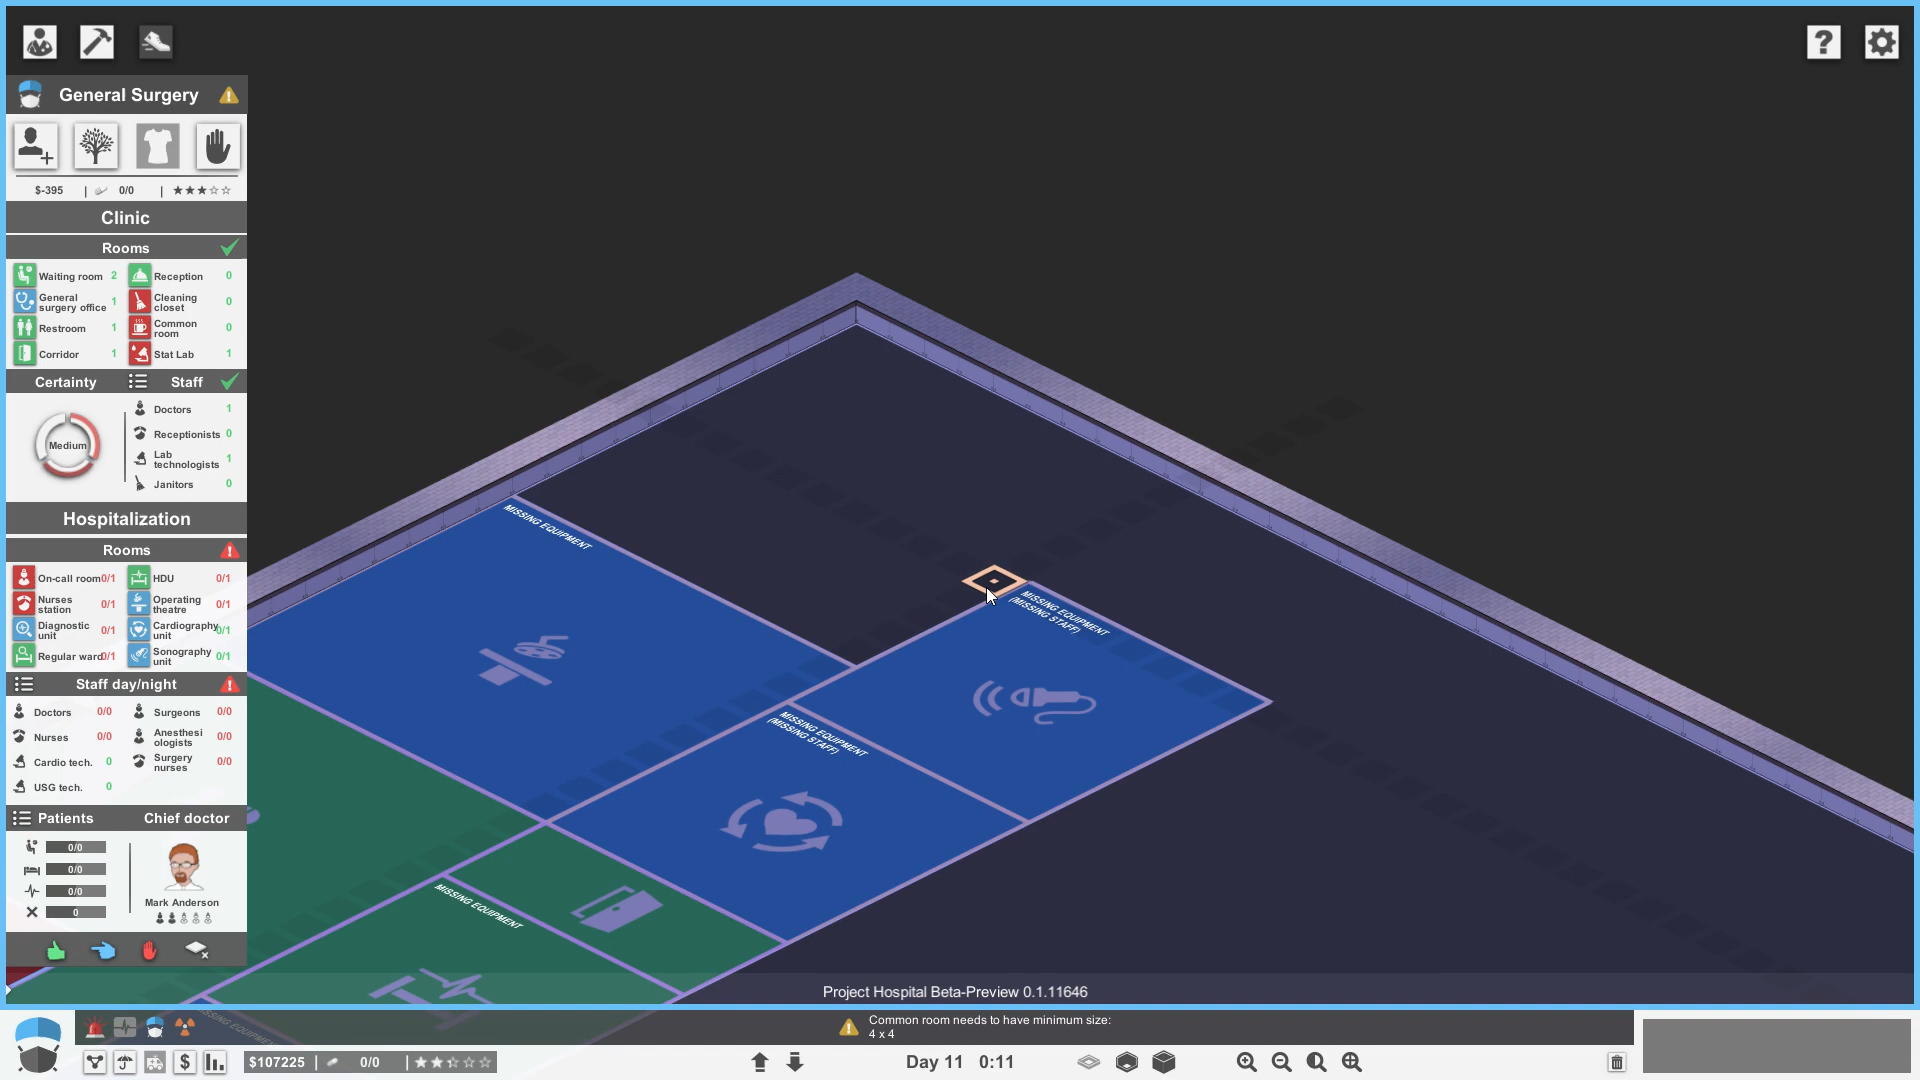 General Surgery
$-395 | 0/0 |
Clinic
Rooms
Waiting room 2
Reception 0
General
surgery office 1
Cleaning
closet 0
Restroom 1
Common
room 0
Corridor 1
Stat Lab 1
Certainty
Staff
Medium
Doctors 1
Receptionists 0
Lab
technologists 1
Janitors 0
Hospitalization
Rooms
On-call room 0/1
HDU 0/1
Nurses
station 0/1
Operating
theatre 0/1
Diagnostic
unit 0/1
Cardiography
unit 0/1
Regular ward 0/1
Sonography
unit 0/1
Staff day/night
Doctors 0/0
Surgeons 0/0
Nurses 0/0
Anesthesi
ologists 0/0
Cardio tech. 0
Surgery
nurses 0/0
USG tech. 0
Patients
Chief doctor
0/0
0/0
0/0
0
Mark Anderson
MISSING EQUIPMENT
MISSING EQUIPMENT
(MISSING STAFF)
MISSING EQUIPMENT
(MISSING STAFF)
MISSING EQUIPMENT
MISSING EQUIPMENT
Project Hospital Beta-Preview 0.1.11646
Common room needs to have minimum size:
4 x 4
$107225 | 0/0 |
Day 11 0:11